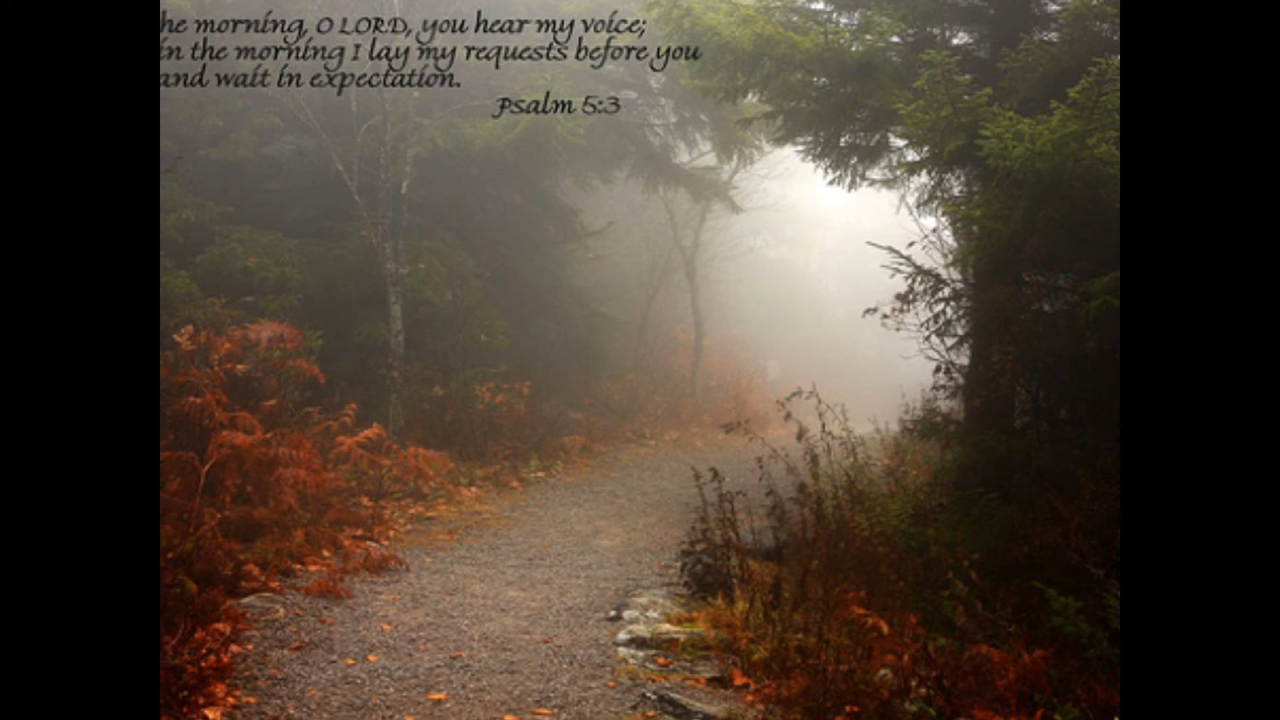 he morning, O LORD, you hear my voice;
in the morning I lay my requests before you
and wait in expectation.
Psalm 5:3